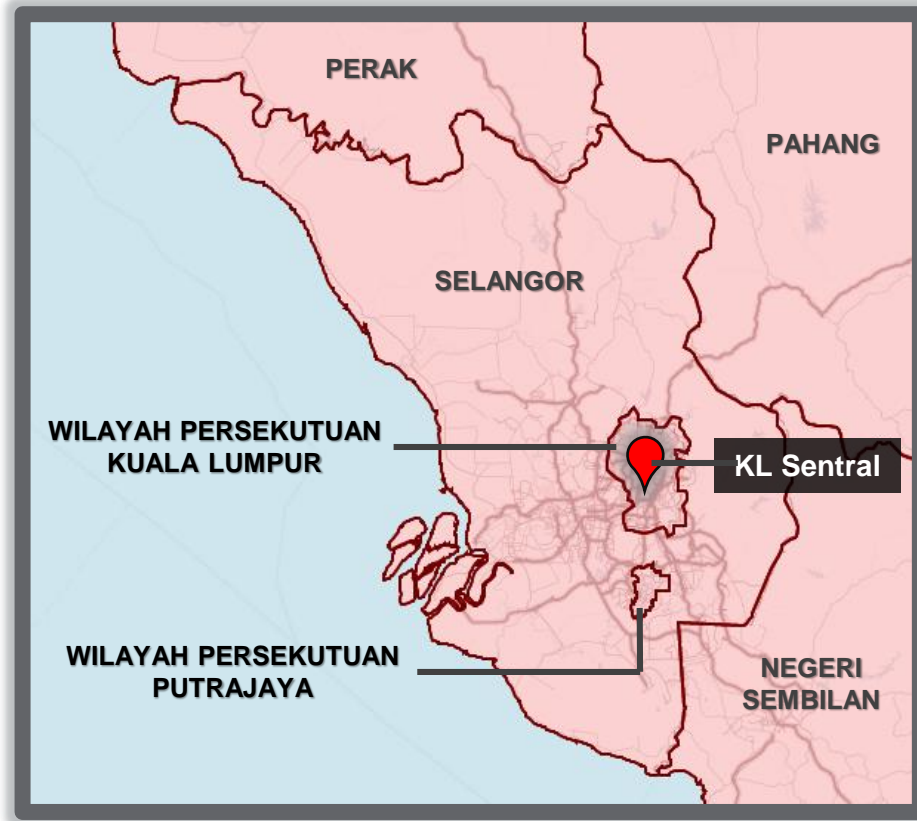 PERAK
PAHANG
SELANGOR
WILAYAH PERSEKUTUAN
KUALA LUMPUR
KL Sentral
WILAYAH PERSEKUTUAN
PUTRAJAYA
NEGERI
SEMBILAN